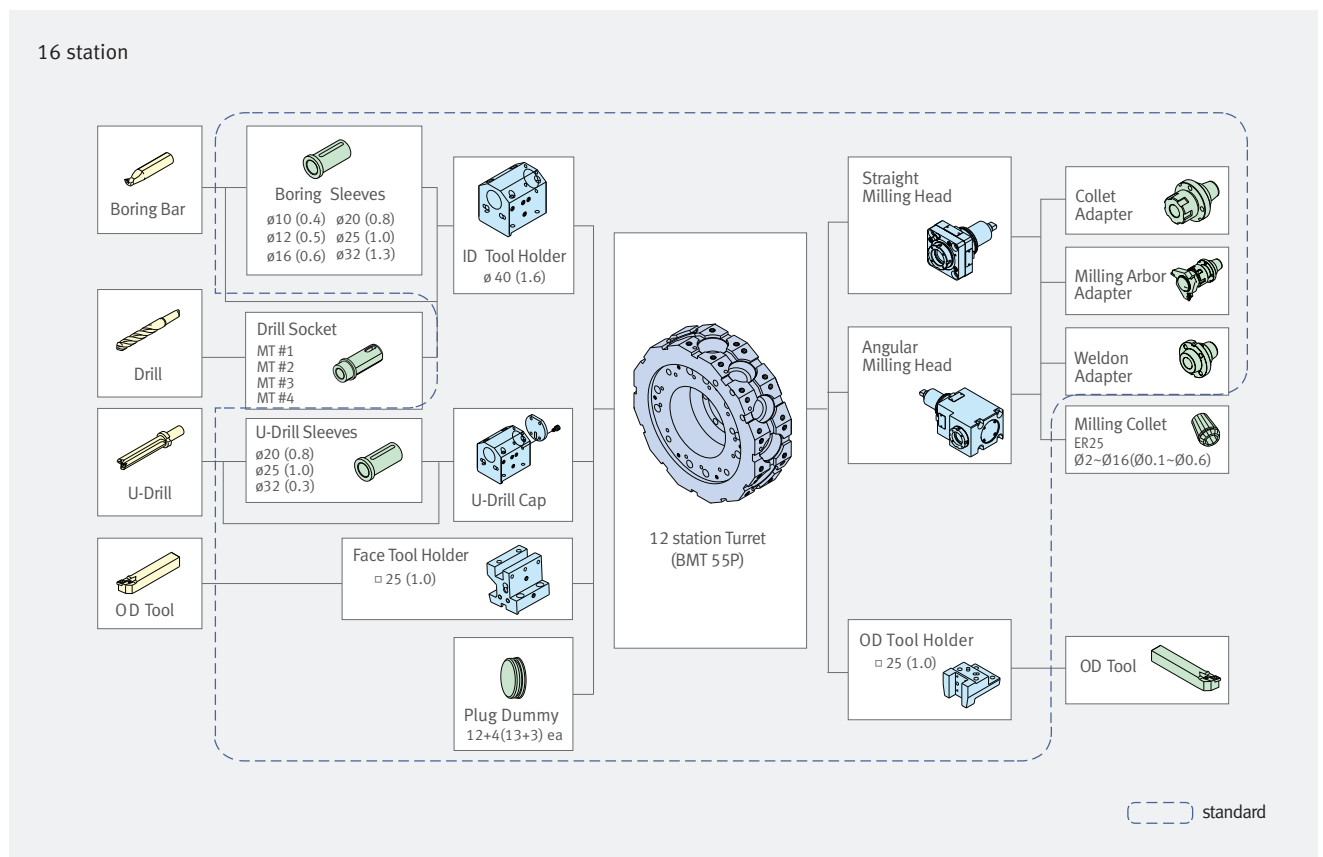 16 station
Boring Bar
Boring Sleeves
ø10 (0.4) ø20 (0.8)
ø12 (0.5) ø25 (1.0)
ø16 (0.6) ø32 (1.3)
ID Tool Holder
ø 40 (1.6)
Drill
Drill Socket
MT #1
MT #2
MT #3
MT #4
U-Drill
U-Drill Sleeves
ø20 (0.8)
ø25 (1.0)
ø32 (0.3)
U-Drill Cap
OD Tool
Face Tool Holder
□ 25 (1.0)
Plug Dummy
12+4(13+3) ea
12 station Turret
(BMT 55P)
Straight
Milling Head
Angular
Milling Head
OD Tool Holder
□ 25 (1.0)
Collet
Adapter
Milling Arbor
Adapter
Weldon
Adapter
Milling Collet
ER25
Ø2~Ø16(Ø0.1~Ø0.6)
OD Tool
standard